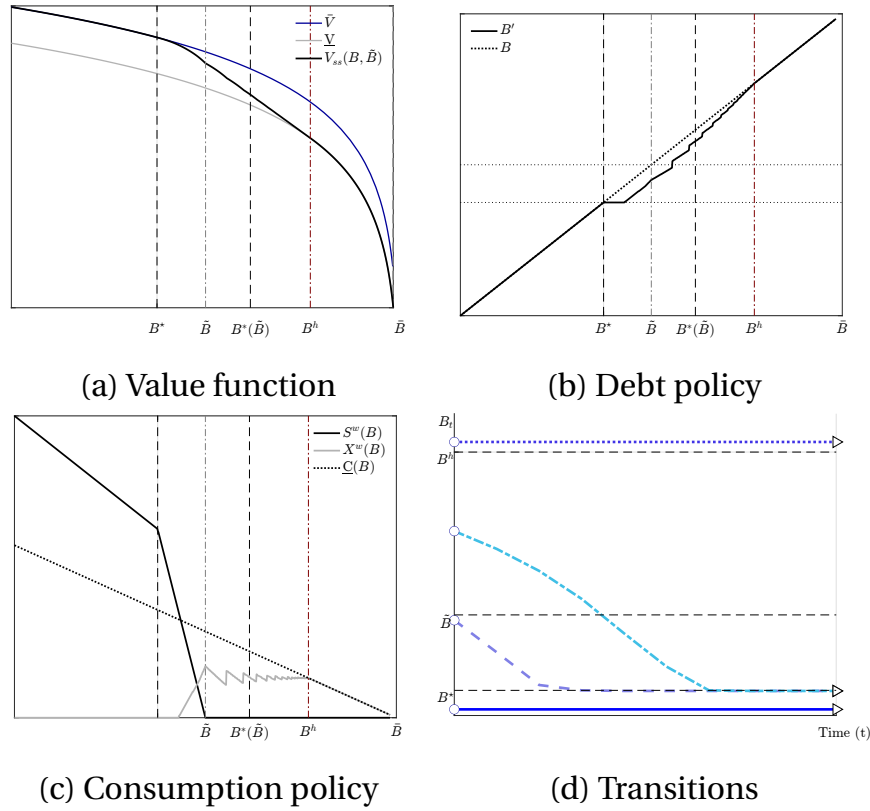 V̄
V̲
V_ss(B, B̃)
B⋆
B̃
B*(B̃)
B^h
B̄
(a) Value function
B′
B
B⋆
B̃
B*(B̃)
B^h
B̄
(b) Debt policy
S^w(B)
X^w(B)
C̲(B)
B̃
B*(B̃)
B^h
B̄
(c) Consumption policy
B_t
B^h
B̃
B⋆
Time (t)
(d) Transitions